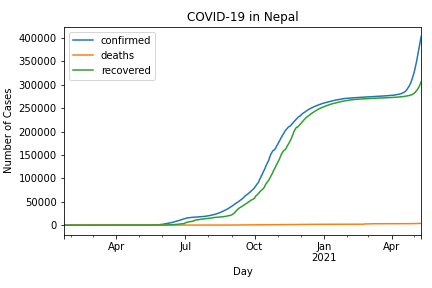 COVID-19 in Nepal
confirmed
deaths
recovered
Number of Cases
400000
350000
300000
250000
200000
150000
100000
50000
0
Apr
Jul
Oct
Jan
2021
Apr
Day